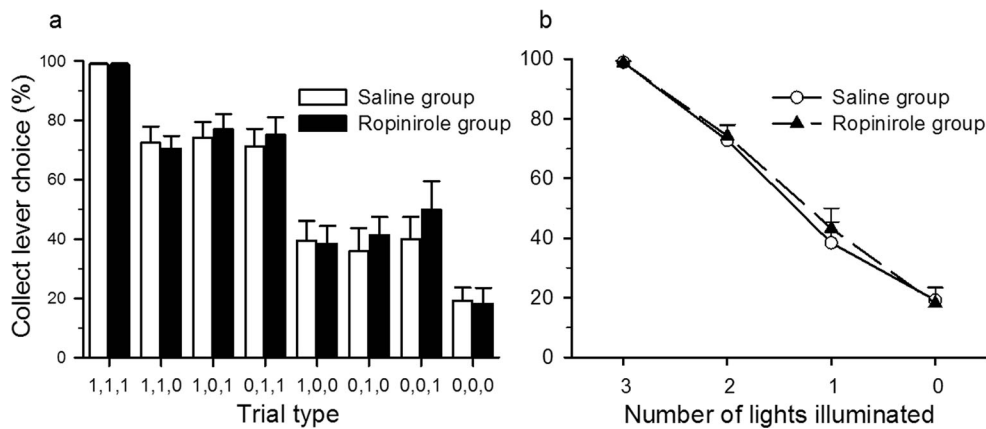 a
Collect lever choice (%)
100
80
60
40
20
0
Saline group
Ropinirole group
1,1,1 1,1,0 1,0,1 0,1,1 1,0,0 0,1,0 0,0,1 0,0,0
Trial type
b
100
80
60
40
20
0
Saline group
Ropinirole group
3 2 1 0
Number of lights illuminated